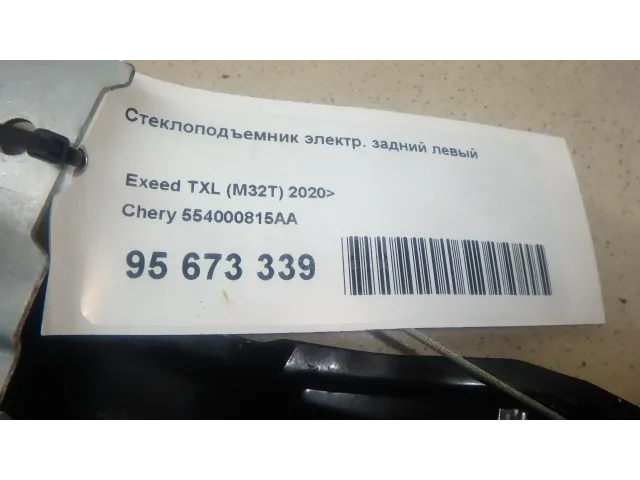 Стеклоподъемник электр. задний левый
Exeed TXL (M32T) 2020>
Chery 554000815AA
95 673 339